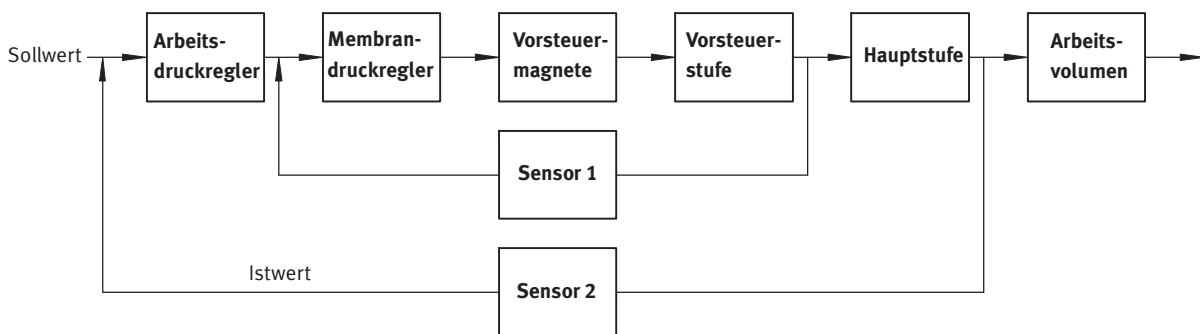 Sollwert
Arbeits-
druckregler
Membran-
druckregler
Vorsteuer-
magnete
Vorsteuer-
stufe
Hauptstufe
Arbeits-
volumen
Sensor 1
Istwert
Sensor 2